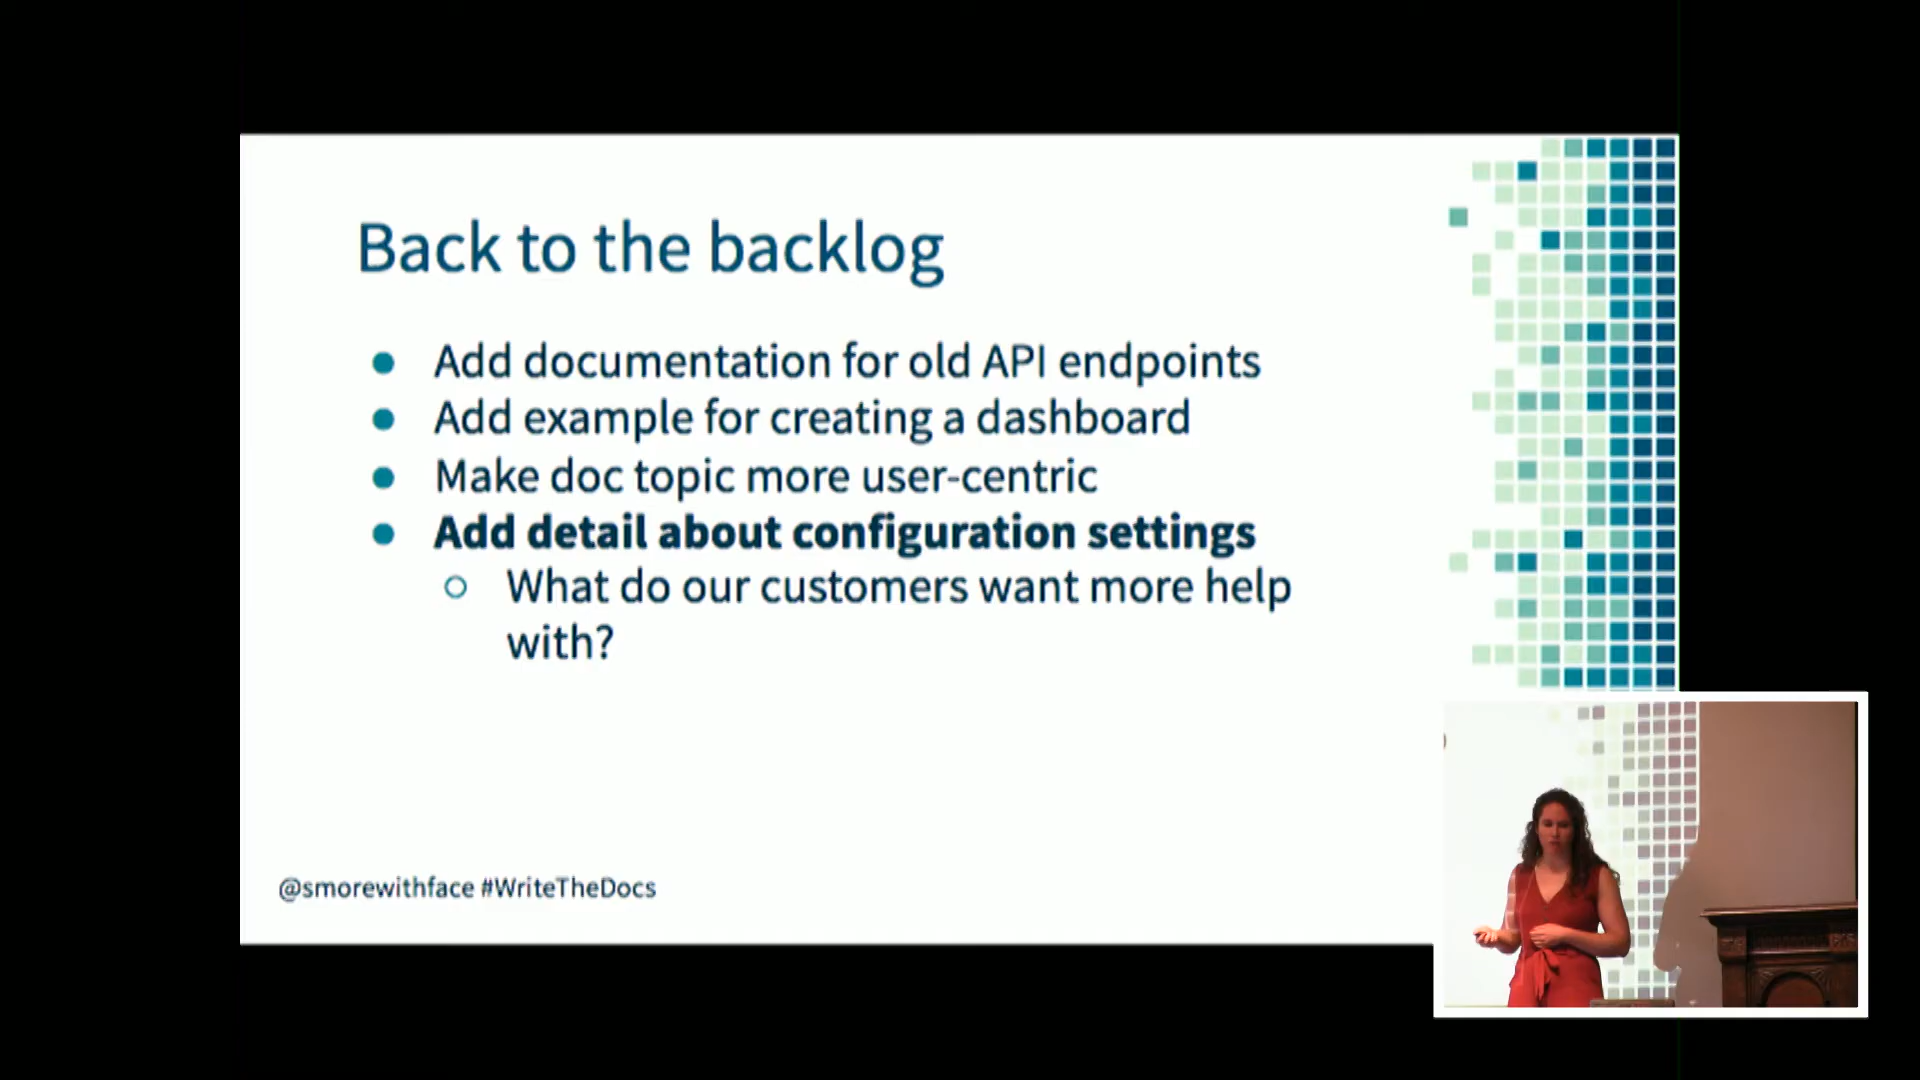 Back to the backlog
Add documentation for old API endpoints
Add example for creating a dashboard
Make doc topic more user-centric
Add detail about configuration settings
What do our customers want more help
with?
@smorewithface #WriteTheDocs